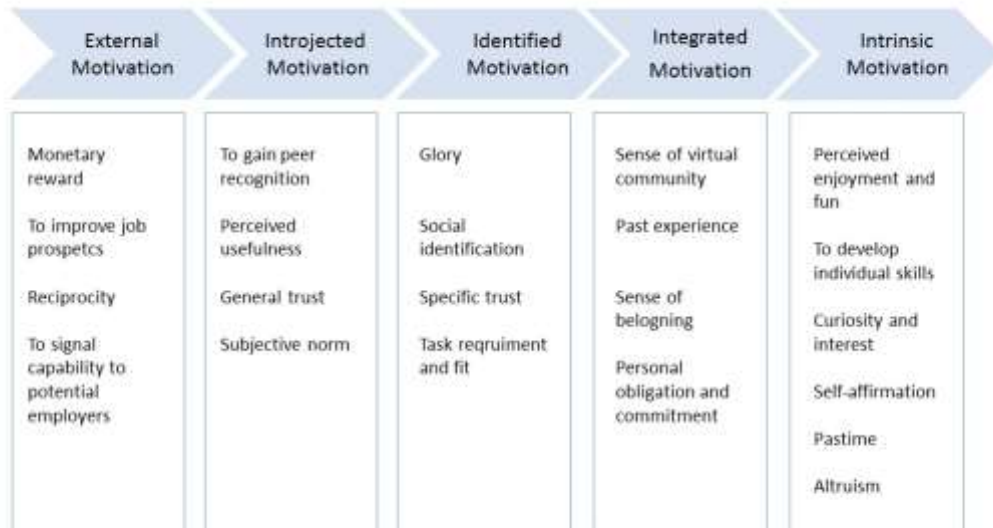 External
Motivation
Introjected
Motivation
Identified
Motivation
Integrated
Motivation
Intrinsic
Motivation
Monetary
reward
To improve job
prospetcs
Reciprocity
To signal
capability to
potential
employers
To gain peer
recognition
Perceived
usefulness
General trust
Subjective norm
Glory
Social
identification
Specific trust
Task reqruiment
and fit
Sense of virtual
community
Past experience
Sense of
belogning
Personal
obligation and
commitment
Perceived
enjoyment and
fun
To develop
individual skills
Curiosity and
interest
Self-affirmation
Pastime
Altruism